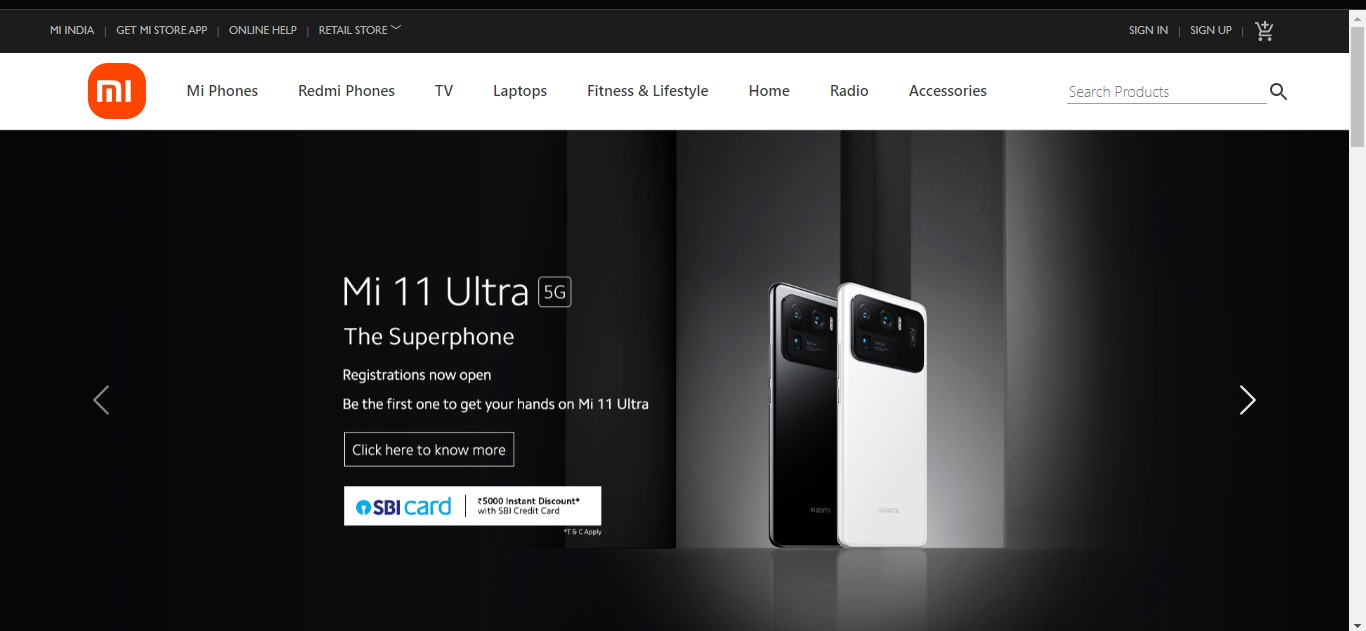 MI INDIA | GET MI STORE APP | ONLINE HELP | RETAIL STORE
SIGN IN | SIGN UP |
mi
Mi Phones Redmi Phones TV Laptops Fitness & Lifestyle Home Radio Accessories
Search Products
Mi 11 Ultra 5G
The Superphone
Registrations now open
Be the first one to get your hands on Mi 11 Ultra
Click here to know more
SBI card
₹5000 Instant Discount*
with SBI Credit Card
*T & C Apply
xiaomi
xiaomi